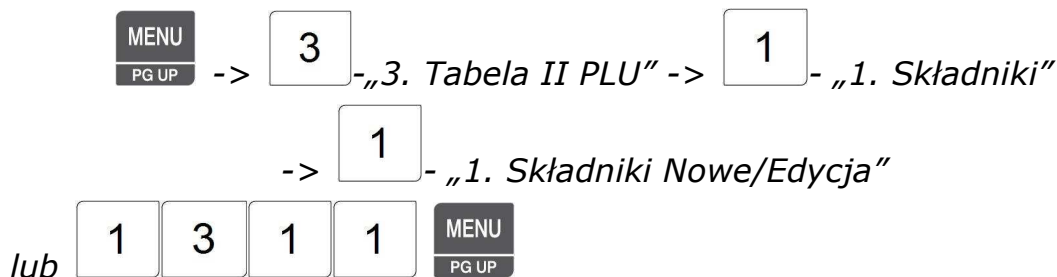 MENU PG UP -> 3 -„3. Tabela II PLU” -> 1 - „1. Składniki”
-> 1 - „1. Składniki Nowe/Edycja”
lub 1 3 1 1 MENU PG UP